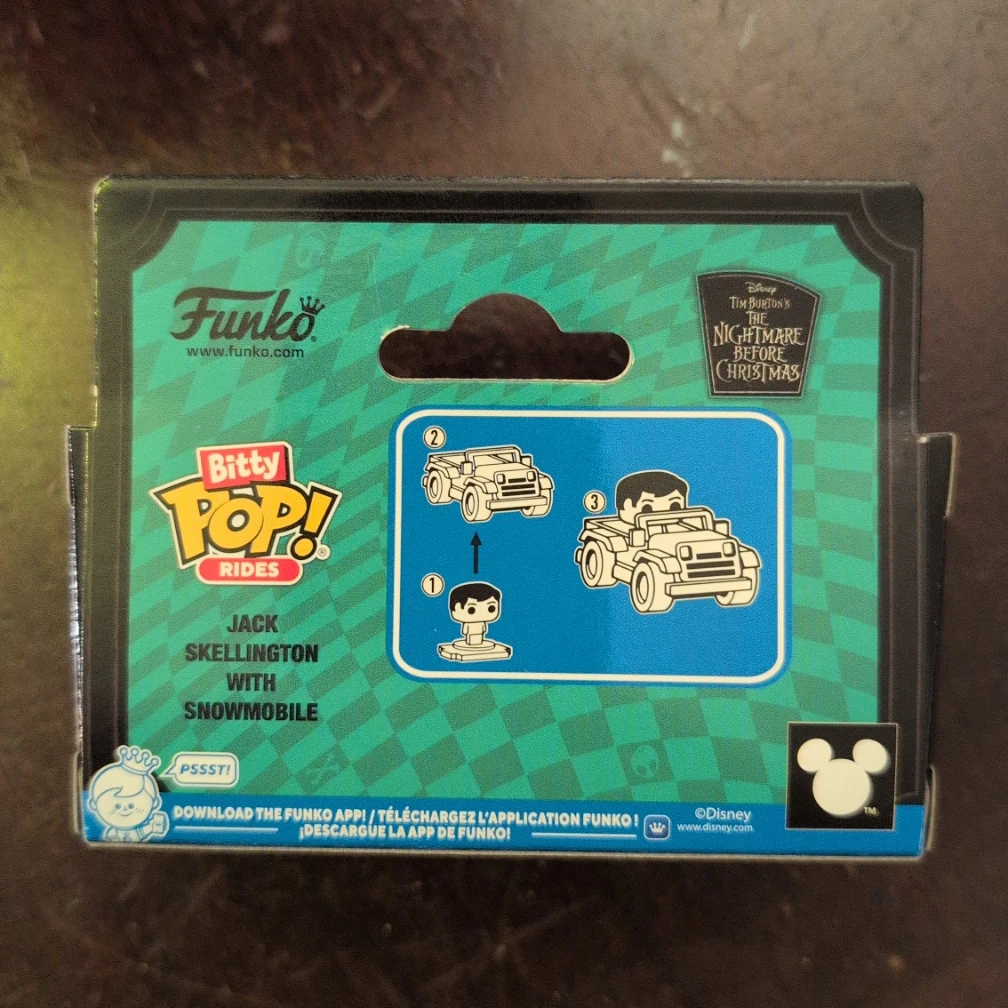 Funko®
www.funko.com
Disney
TIM BURTON'S
THE
NIGHTMARE
BEFORE
CHRISTMAS
Bitty
POP!®
RIDES
JACK
SKELLINGTON
WITH
SNOWMOBILE
2
3
1
PSSST!
DOWNLOAD THE FUNKO APP! / TÉLÉCHARGEZ L'APPLICATION FUNKO !
¡DESCARGUE LA APP DE FUNKO!
©Disney
www.disney.com
TM